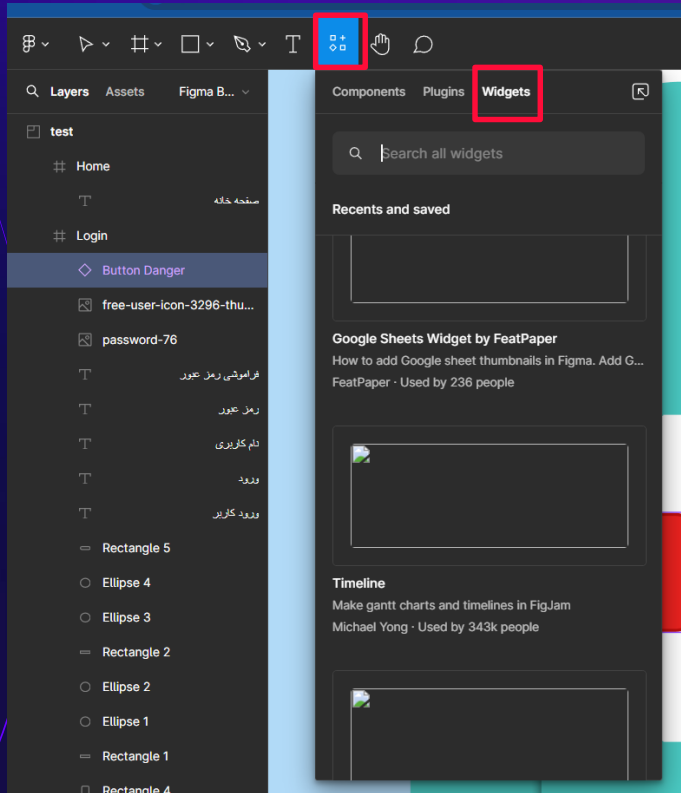 Layers Assets Figma B...
test
Home
صفحه خانه
Login
Button Danger
free-user-icon-3296-thu...
password-76
فراموشی رمز عبور
رمز عبور
نام کاربری
ورود
ورود کاربر
Rectangle 5
Ellipse 4
Ellipse 3
Rectangle 2
Ellipse 2
Ellipse 1
Rectangle 1
Rectangle 4
Components Plugins Widgets
Search all widgets
Recents and saved
Google Sheets Widget by FeatPaper
How to add Google sheet thumbnails in Figma. Add G...
FeatPaper · Used by 236 people
Timeline
Make gantt charts and timelines in FigJam
Michael Yong · Used by 343k people